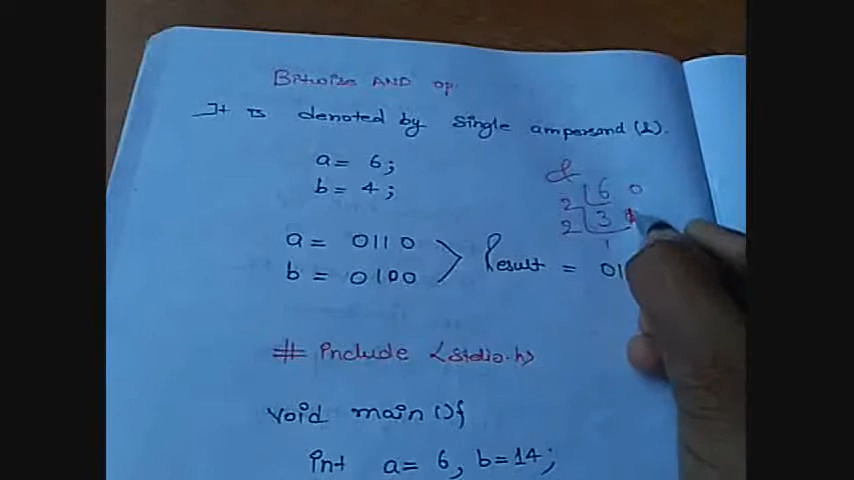 Bitwise AND op.
It is denoted by single ampersand (&).
a = 6;
b = 4;
&
2 6 0
2 3
1
a = 0110
b = 0100
Result = 01
# include <stdio.h>
void main(){
int a= 6, b=14;